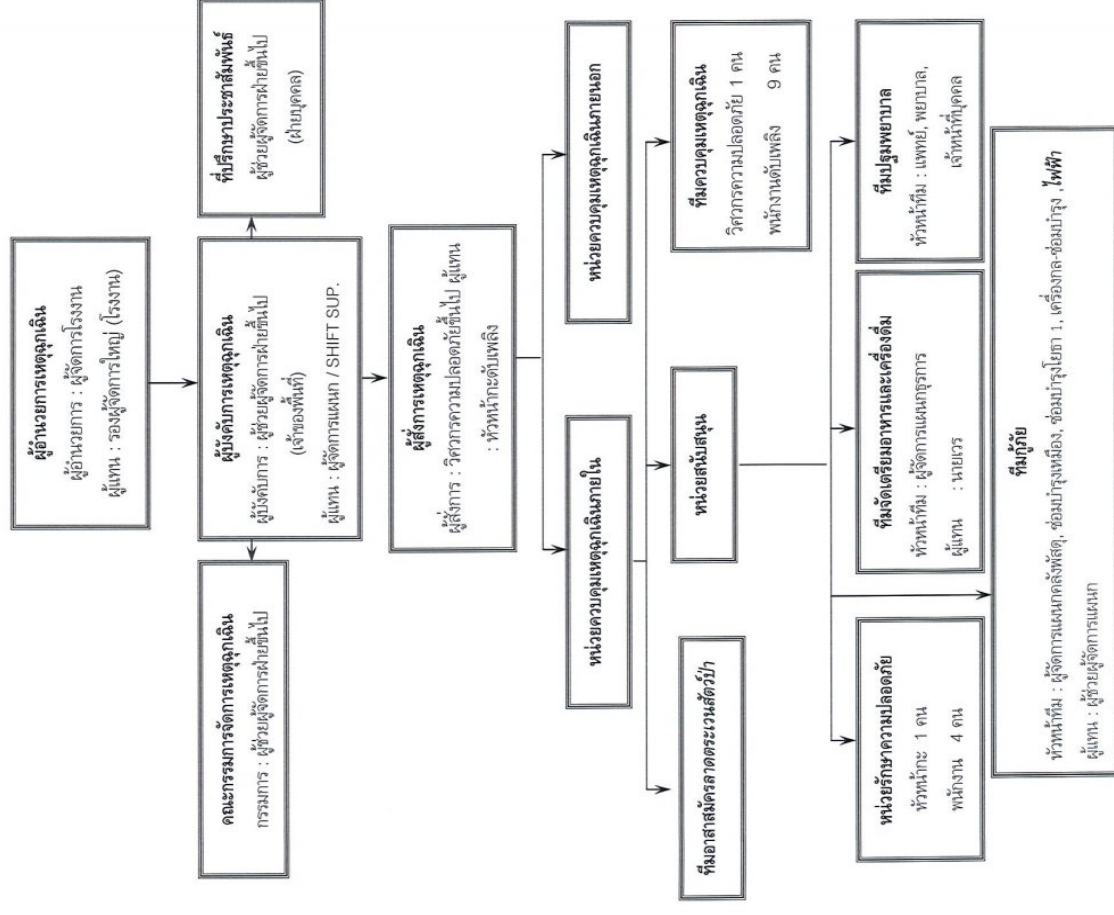 ผู้อำนวยการเหตุฉุกเฉิน
ผู้อำนวยการ : ผู้จัดการโรงงาน
ผู้แทน : รองผู้จัดการใหญ่ (โรงงาน)
คณะกรรมการจัดการเหตุฉุกเฉิน
กรรมการ : ผู้ช่วยผู้จัดการฝ่ายขึ้นไป
ผู้บังคับการเหตุฉุกเฉิน
ผู้บังคับการ : ผู้ช่วยผู้จัดการฝ่ายขึ้นไป
(เจ้าของพื้นที่)
ผู้แทน : ผู้จัดการแผนก / SHIFT SUP.
ที่ปรึกษาประชาสัมพันธ์
ผู้ช่วยผู้จัดการฝ่ายขึ้นไป
(ฝ่ายบุคคล)
ผู้สั่งการเหตุฉุกเฉิน
ผู้สั่งการ : วิศวกรความปลอดภัยขึ้นไป ผู้แทน
: หัวหน้ากะดับเพลิง
หน่วยควบคุมเหตุฉุกเฉินภายใน
หน่วยควบคุมเหตุฉุกเฉินภายนอก
ทีมอาสาสมัครลาดตระเวนสัตว์ป่า
หน่วยสนับสนุน
ทีมควบคุมเหตุฉุกเฉิน
วิศวกรความปลอดภัย 1 คน
พนักงานดับเพลิง 9 คน
หน่วยรักษาความปลอดภัย
หัวหน้ากะ 1 คน
พนักงาน 4 คน
ทีมจัดเตรียมอาหารและเครื่องดื่ม
หัวหน้าทีม : ผู้จัดการแผนกธุรการ
ผู้แทน : นายเวร
ทีมปฐมพยาบาล
หัวหน้าทีม : แพทย์, พยาบาล,
เจ้าหน้าที่บุคคล
ทีมกู้ภัย
หัวหน้าทีม : ผู้จัดการแผนกคลังพัสดุ, ซ่อมบำรุงเหมือง, ซ่อมบำรุงโยธา 1, เครื่องกล-ซ่อมบำรุง ,ไฟฟ้า
ผู้แทน : ผู้ช่วยผู้จัดการแผนก